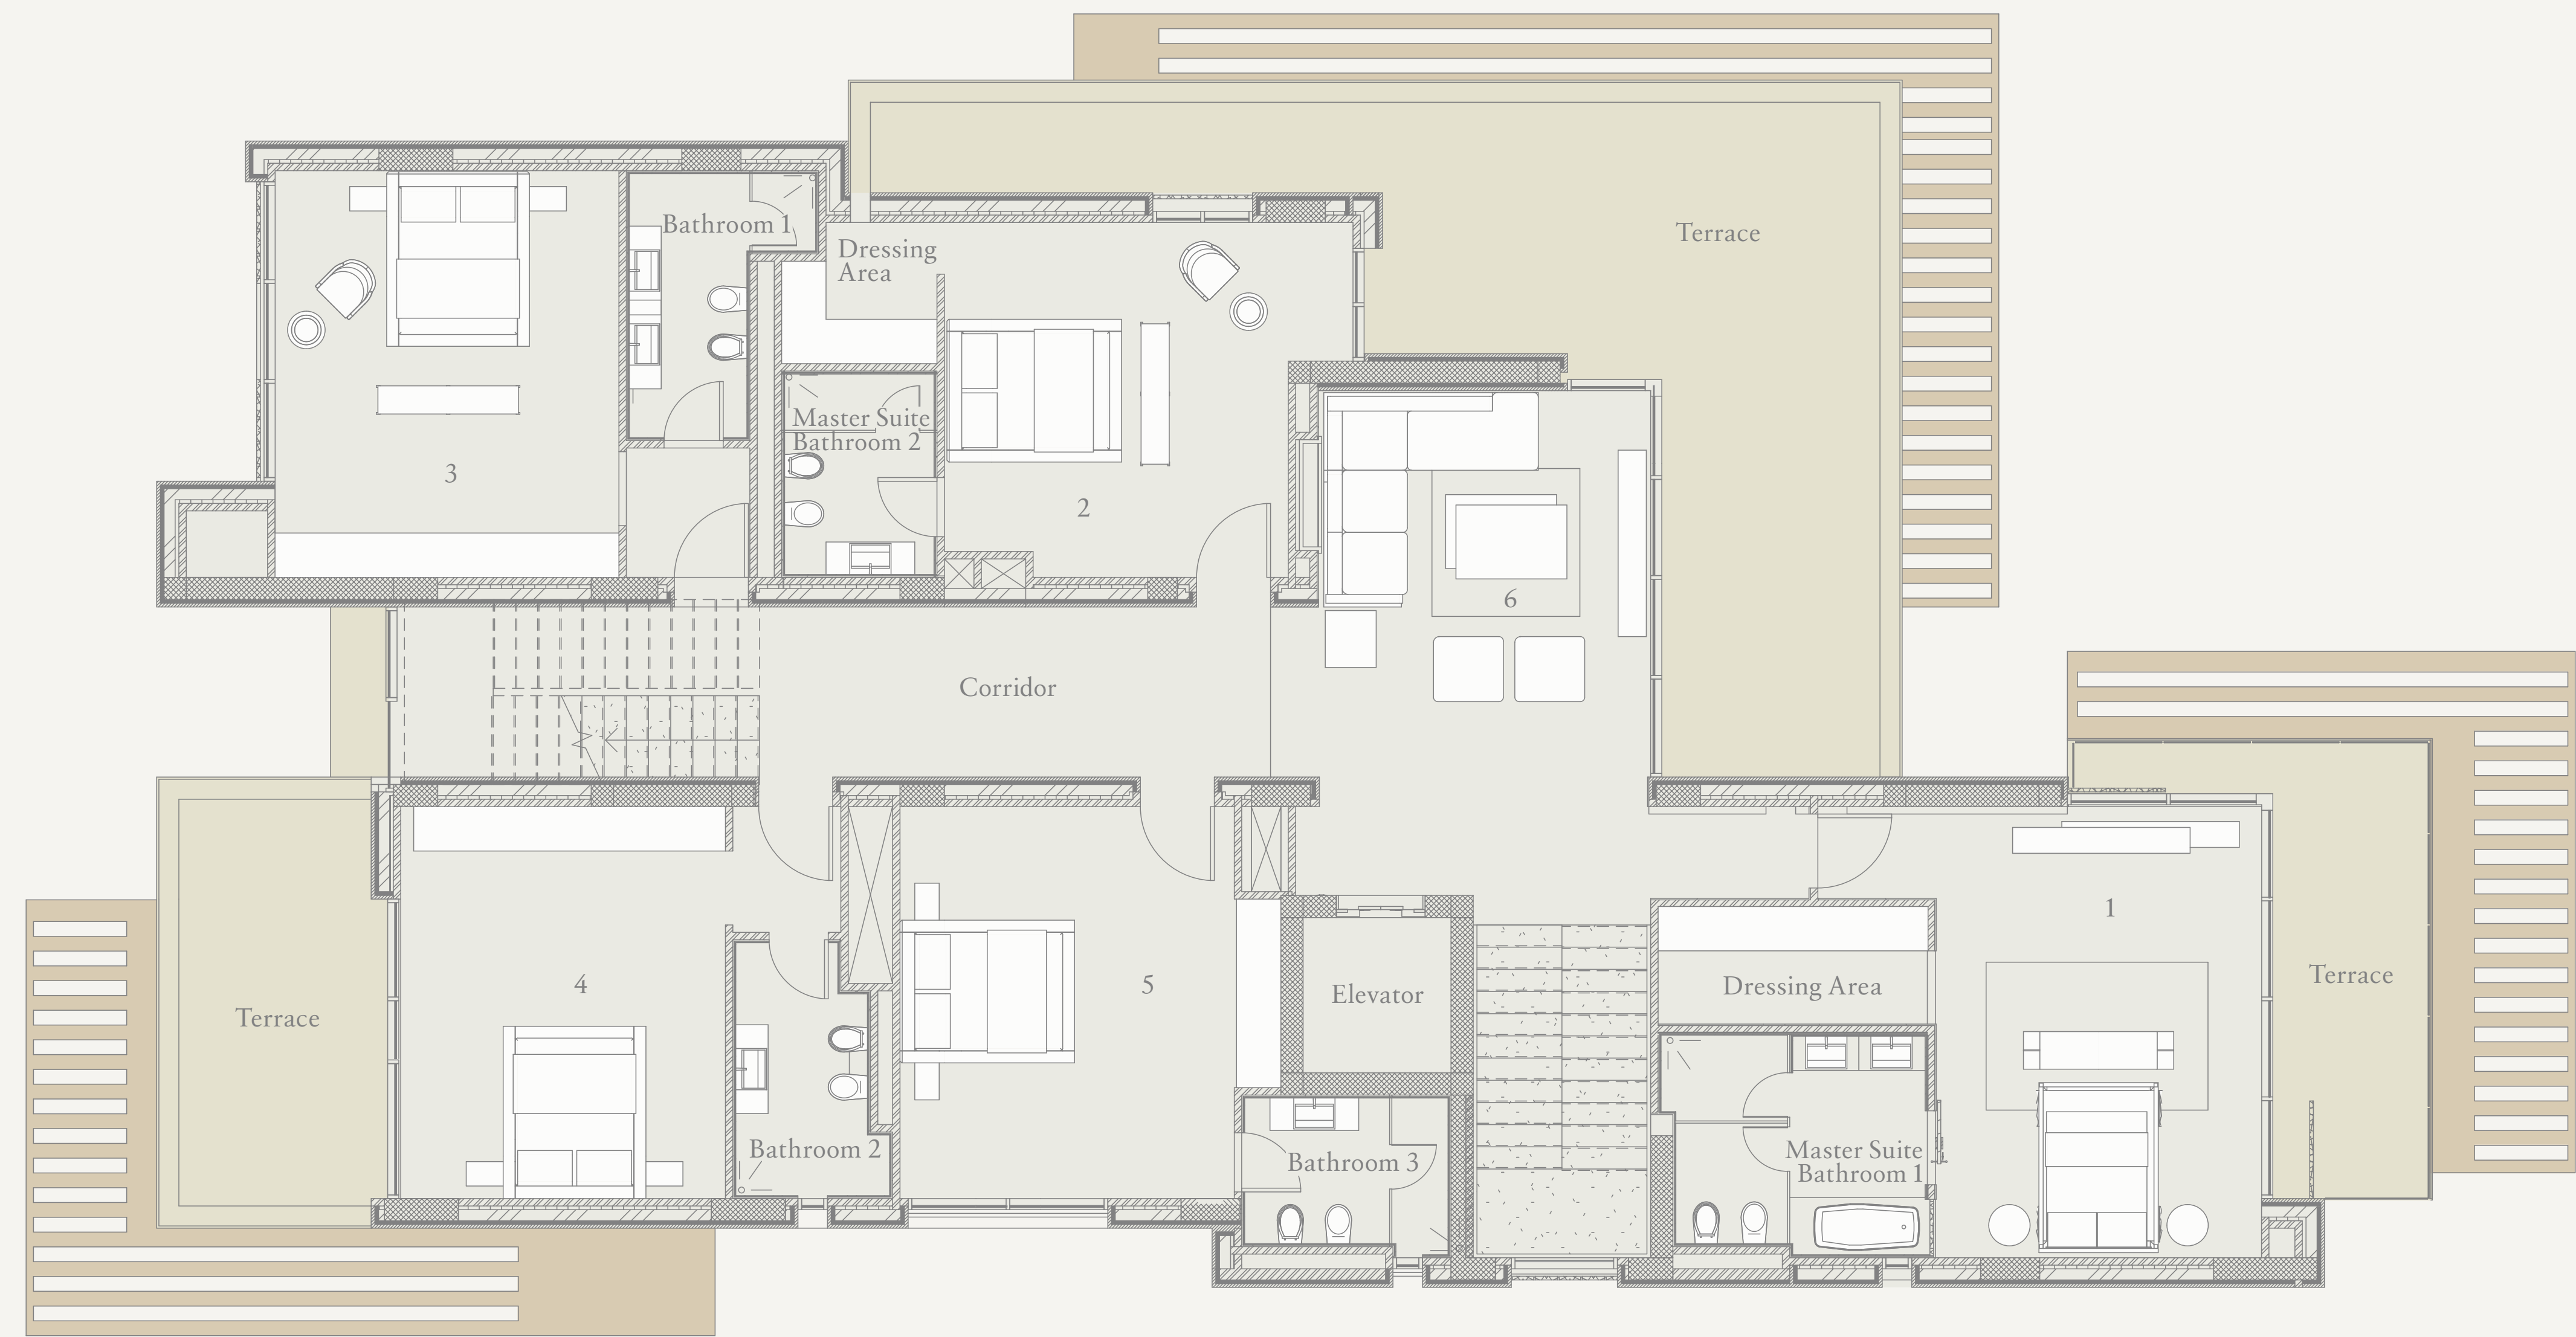 Terrace
Bathroom 1
Dressing
Area
Master Suite
Bathroom 2
3
2
6
Corridor
1
4
5
Elevator
Dressing Area
Terrace
Terrace
Bathroom 2
Bathroom 3
Master Suite
Bathroom 1